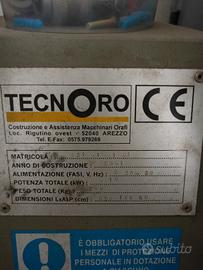 TECNORO
CE
Costruzione e Assistenza Macchinari Orafi
Loc. Rigutino ovest - 52040 AREZZO
Tel. E-Fax: 0575.979269
MATRICOLA
ANNO DI COSTRUZIONE
ALIMENTAZIONE (FASI, V, Hz)
POTENZA TOTALE (kW)
PESO TOTALE (Kg)
DIMENSIONI LxAxP (cm)
È OBBLIGATORIO USARE
I MEZZI DI PROTEZIONE
PERSONALE IN DOTAZIONE
subito